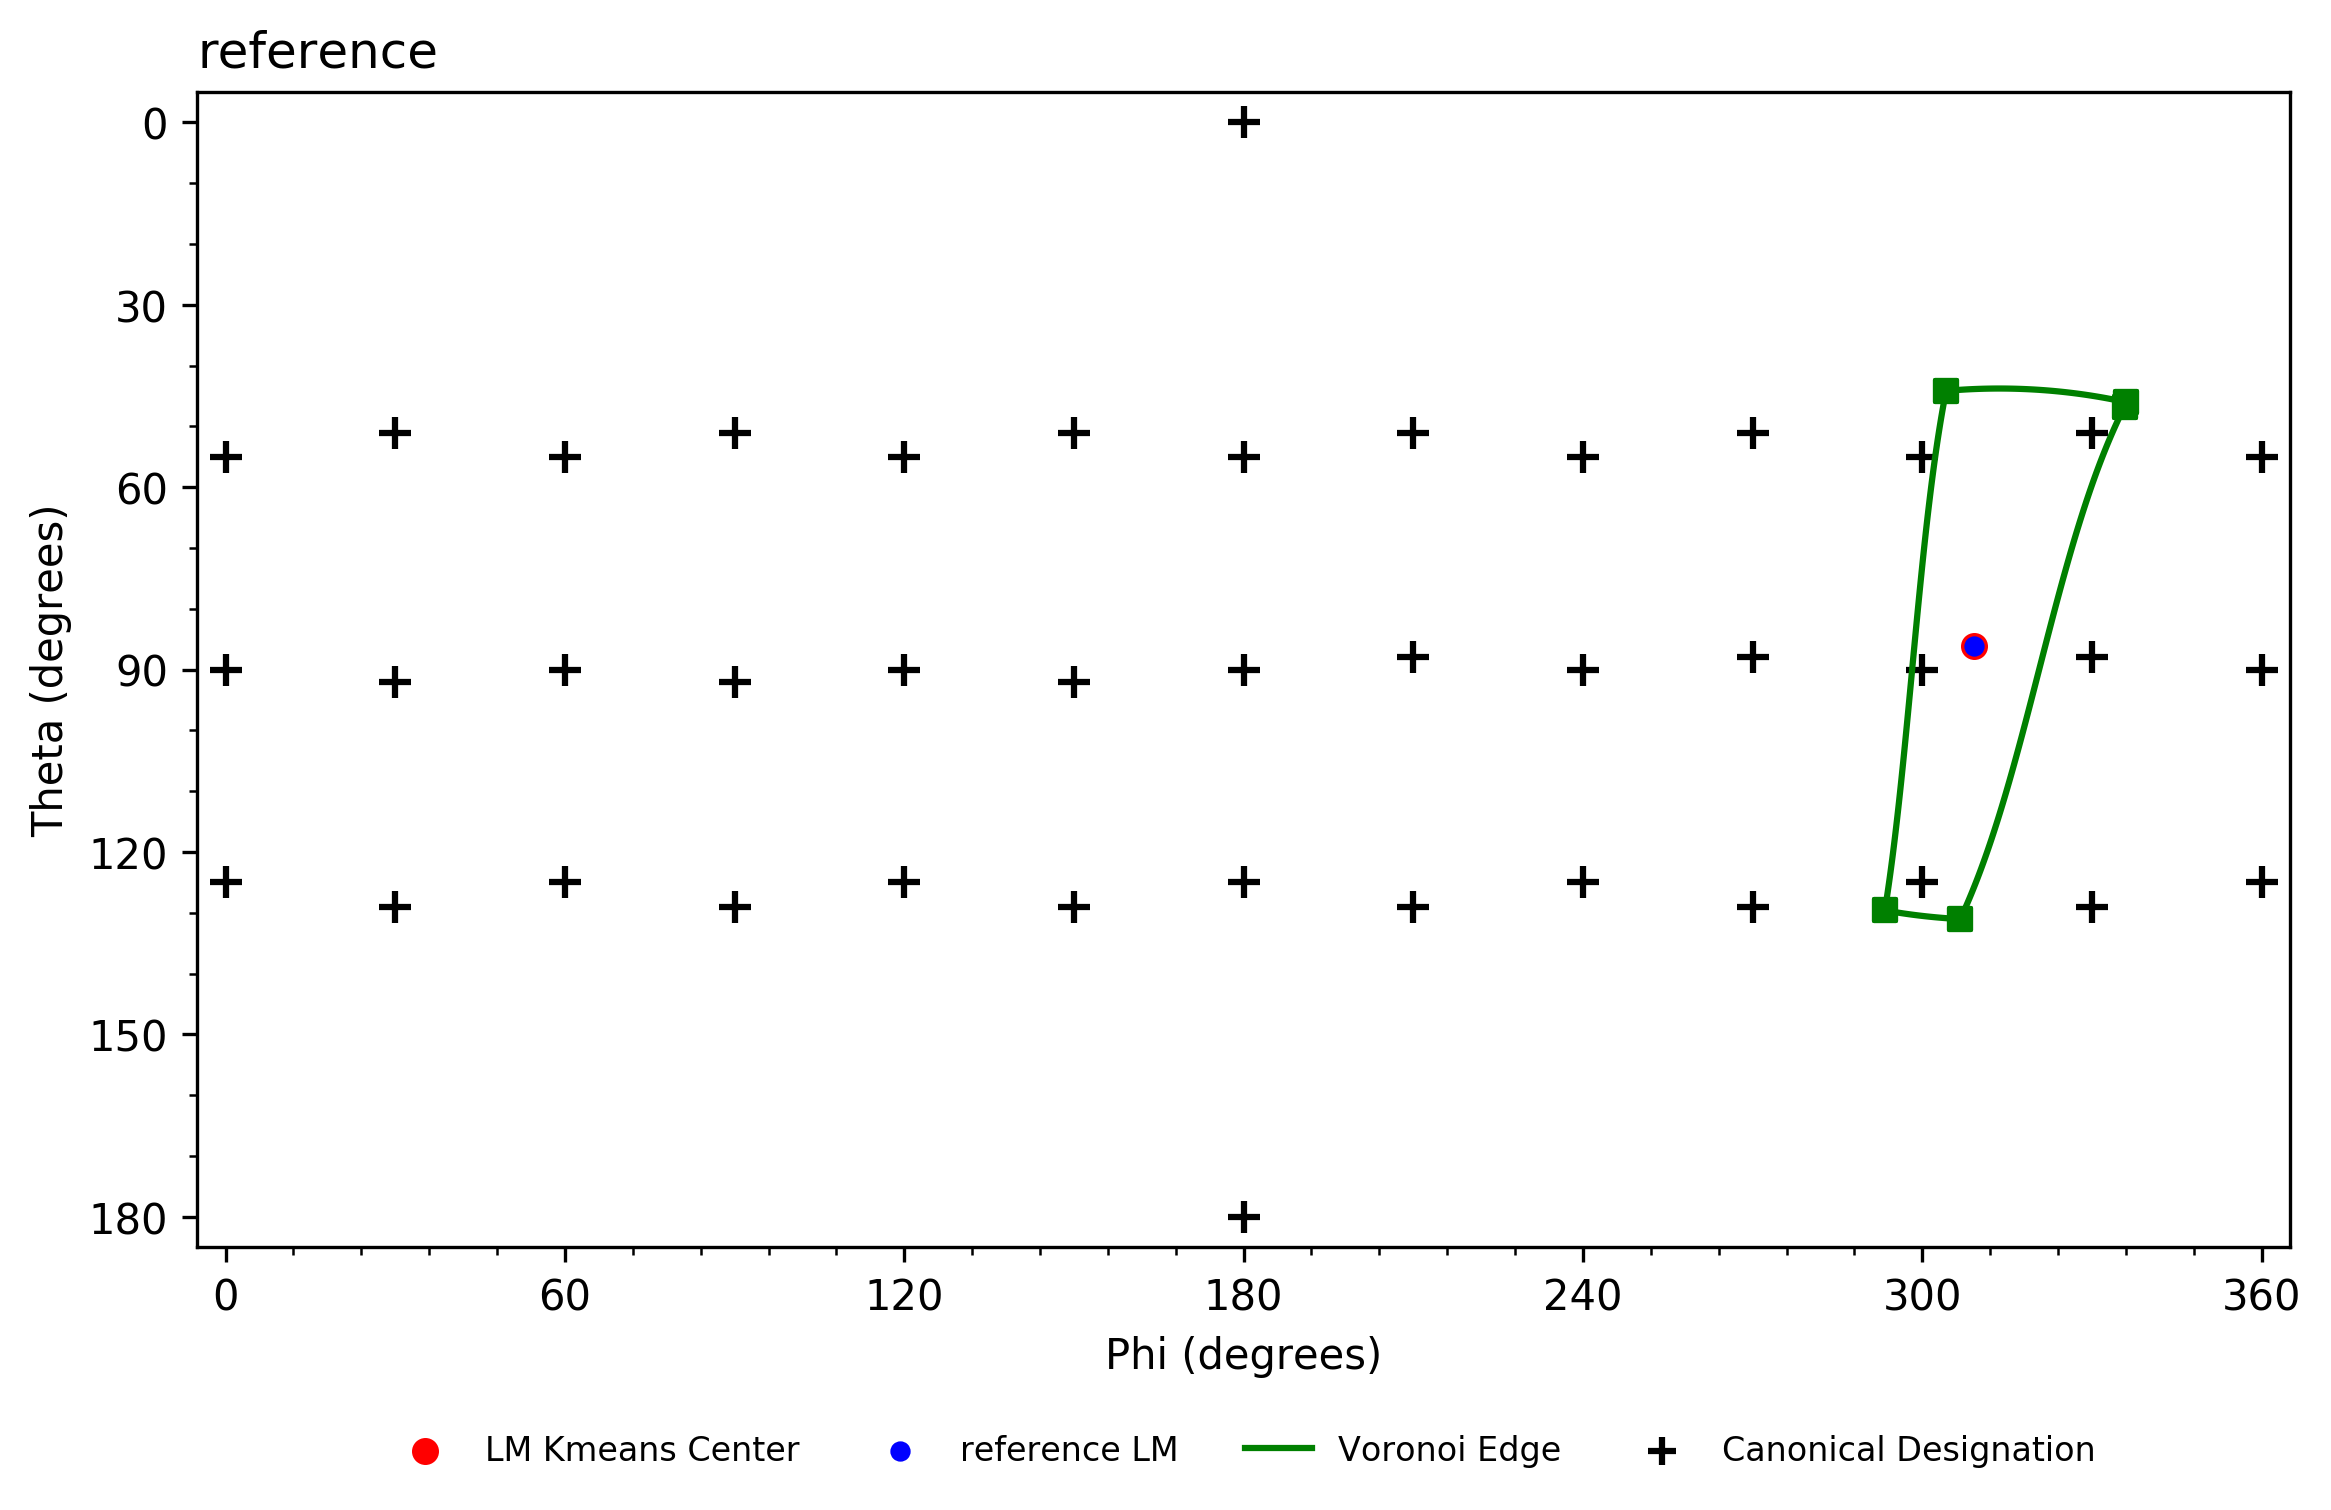 reference
0
30
60
90
120
150
180
Theta (degrees)
0 60 120 180 240 300 360
Phi (degrees)
LM Kmeans Center reference LM Voronoi Edge Canonical Designation